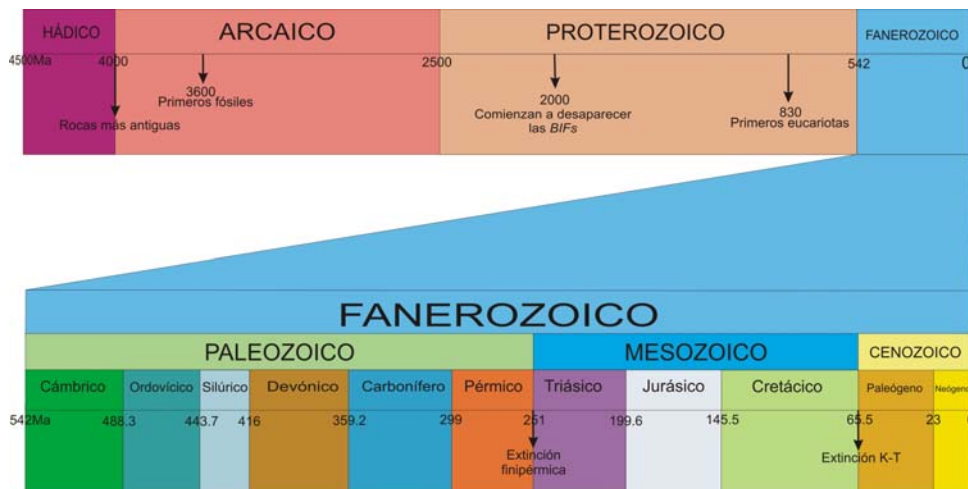 HÁDICO ARCAICO PROTEROZOICO FANEROZOICO
4500Ma 4000 2500 542 0
3600
Primeros fósiles
Rocas más antiguas
2000
Comienzan a desaparecer
las BIFs
830
Primeros eucariotas
FANEROZOICO
PALEOZOICO MESOZOICO CENOZOICO
Cámbrico Ordovícico Silúrico Devónico Carbonífero Pérmico Triásico Jurásico Cretácico Paleógeno Neógeno
542Ma 488.3 443.7 416 359.2 299 251 199.6 145.5 65.5 23
Extinción
finipérmica
Extinción K-T